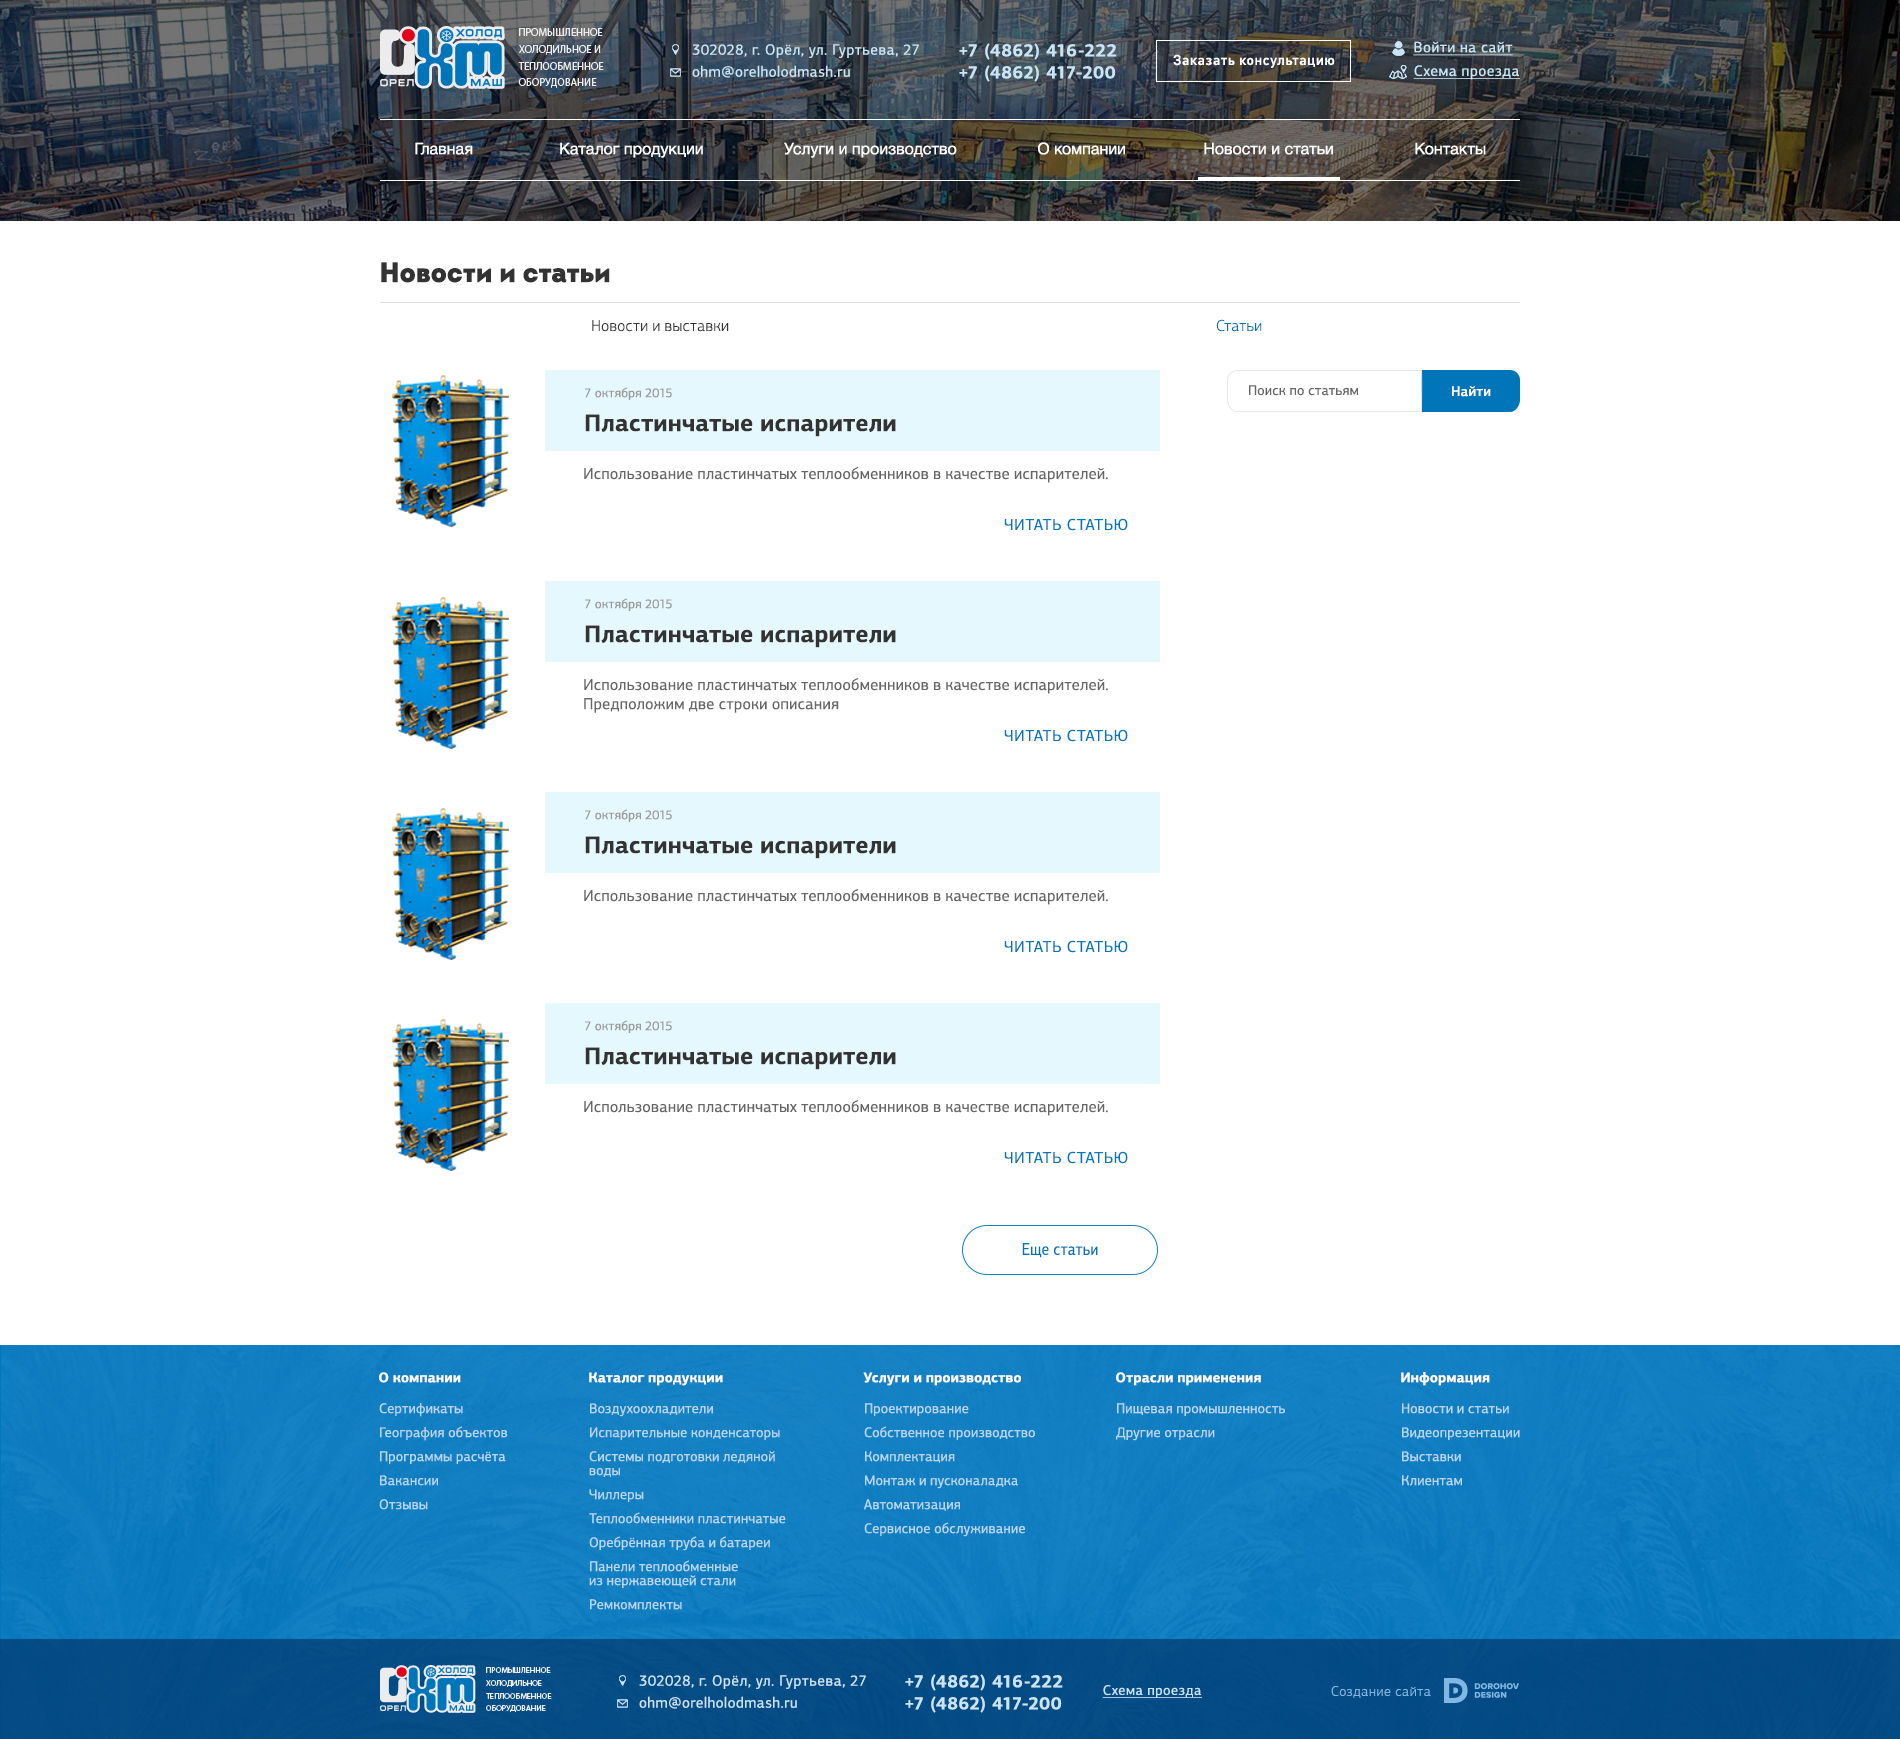 ХОЛОД
ОХМ
ОРЕЛ
МАШ
ПРОМЫШЛЕННОЕ
ХОЛОДИЛЬНОЕ И
ТЕПЛООБМЕННОЕ
ОБОРУДОВАНИЕ
302028, г. Орёл, ул. Гуртьева, 27
ohm@orelholodmash.ru
+7 (4862) 416-222
+7 (4862) 417-200
Заказать консультацию
Войти на сайт
Схема проезда
Главная Каталог продукции Услуги и производство О компании Новости и статьи Контакты
Новости и статьи
Новости и выставки Статьи
Поиск по статьям Найти
7 октября 2015
Пластинчатые испарители
Использование пластинчатых теплообменников в качестве испарителей.
ЧИТАТЬ СТАТЬЮ
7 октября 2015
Пластинчатые испарители
Использование пластинчатых теплообменников в качестве испарителей.
Предположим две строки описания
ЧИТАТЬ СТАТЬЮ
7 октября 2015
Пластинчатые испарители
Использование пластинчатых теплообменников в качестве испарителей.
ЧИТАТЬ СТАТЬЮ
7 октября 2015
Пластинчатые испарители
Использование пластинчатых теплообменников в качестве испарителей.
ЧИТАТЬ СТАТЬЮ
Еще статьи
О компании
Сертификаты
География объектов
Программы расчёта
Вакансии
Отзывы
Каталог продукции
Воздухоохладители
Испарительные конденсаторы
Системы подготовки ледяной
воды
Чиллеры
Теплообменники пластинчатые
Оребрённая труба и батареи
Панели теплообменные
из нержавеющей стали
Ремкомплекты
Услуги и производство
Проектирование
Собственное производство
Комплектация
Монтаж и пусконаладка
Автоматизация
Сервисное обслуживание
Отрасли применения
Пищевая промышленность
Другие отрасли
Информация
Новости и статьи
Видеопрезентации
Выставки
Клиентам
ХОЛОД
ОХМ
ОРЕЛ
МАШ
ПРОМЫШЛЕННОЕ
ХОЛОДИЛЬНОЕ
ТЕПЛООБМЕННОЕ
ОБОРУДОВАНИЕ
302028, г. Орёл, ул. Гуртьева, 27
ohm@orelholodmash.ru
+7 (4862) 416-222
+7 (4862) 417-200
Схема проезда
Создание сайта
DOROHOV
DESIGN